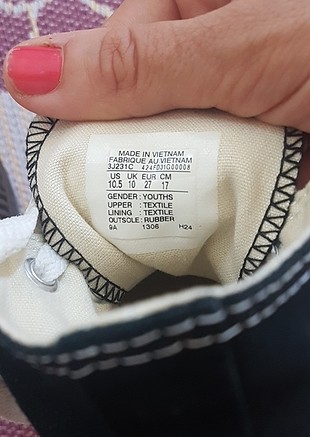 MADE IN VIETNAM
FABRIQUE AU VIETNAM
3J231C 434FD01G00008
US UK EUR CM
10.5 10 27 17
GENDER : YOUTHS
UPPER : TEXTILE
LINING : TEXTILE
OUTSOLE : RUBBER
9A 1306 H24